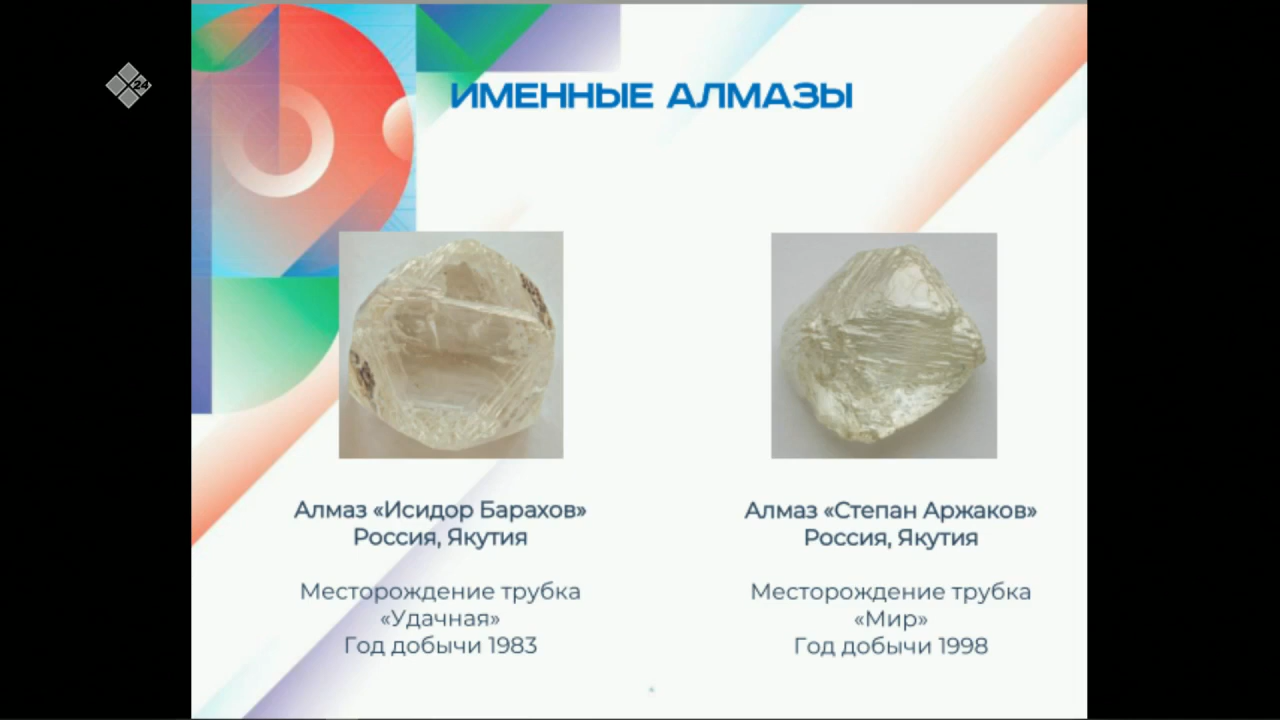 X24
ИМЕННЫЕ АЛМАЗЫ
Алмаз «Исидор Барахов»
Россия, Якутия
Месторождение трубка
«Удачная»
Год добычи 1983
Алмаз «Степан Аржаков»
Россия, Якутия
Месторождение трубка
«Мир»
Год добычи 1998